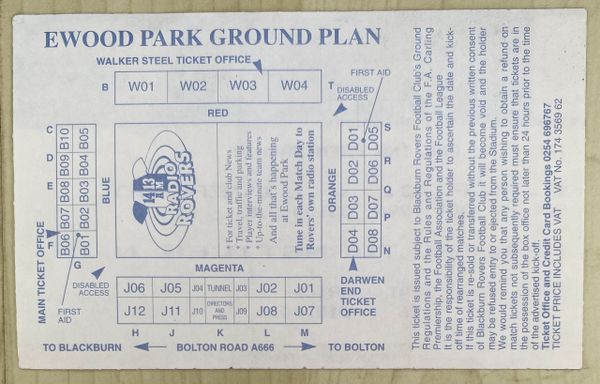 EWOOD PARK GROUND PLAN
WALKER STEEL TICKET OFFICE
FIRST AID
B
W01 W02 W03 W04
T
DISABLED ACCESS
RED
C
D
E
F
G
B10 B05
B09 B04
B08 B03
B07 B02
B06 B01
BLUE
1413 AM
RADIO ROVERS
* For ticket and club News
* Travel, traffic and parking
* Player interviews and features
* Up-to-the-minute team news
And all that's happening
at Ewood Park
Tune in each Match Day to
Rovers' own radio station
ORANGE
D01 D05
D02 D06
D03 D07
D04 D08
S
R
Q
P
N
MAIN TICKET OFFICE
FIRST AID
DISABLED ACCESS
MAGENTA
DARWEN
END
TICKET
OFFICE
J06 J05 J04 TUNNEL J03 J02 J01
J12 J11 J10 DIRECTORS AND PRESS J09 J08 J07
H J K L M
TO BLACKBURN BOLTON ROAD A666 TO BOLTON
This ticket is issued subject to Blackburn Rovers Football Club's Ground
Regulations and the Rules and Regulations of the F.A. Carling
Premiership, the Football Association and the Football League
It is the responsibility of the ticket holder to ascertain the date and kick-
off time of rearranged matches.
If this ticket is re-sold or transferred without the previous written consent
of Blackburn Rovers Football Club it will become void and the holder
may be refused entry to or ejected from the Stadium.
We would remind you that any person wishing to obtain a refund on
match tickets not subsequently required must ensure that tickets are in
the possession of the box office not later than 24 hours prior to the time
of the advertised kick-off.
Ticket Office and Credit Card Bookings 0254 696767
TICKET PRICE INCLUDES VAT VAT No. 174 3569 62